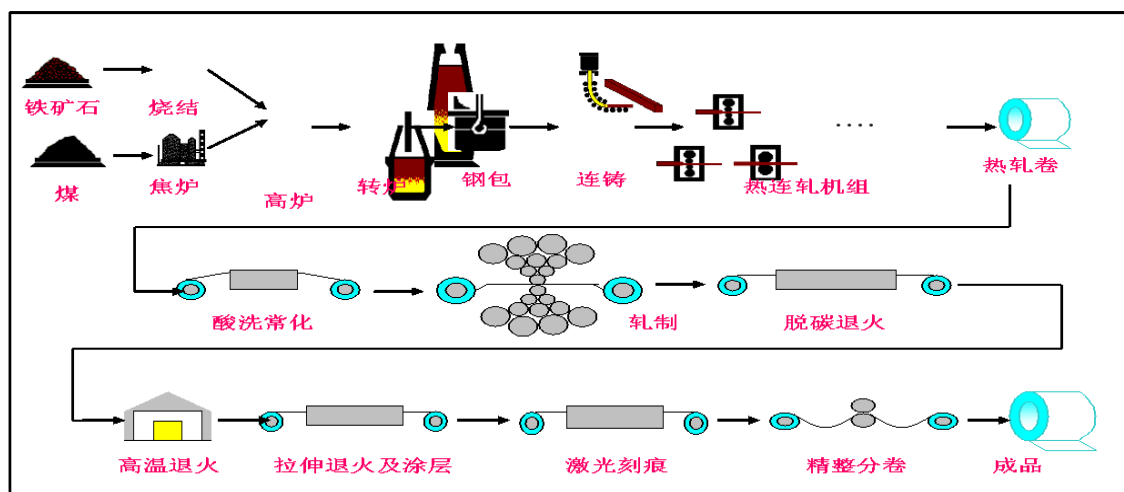 铁矿石
烧结
煤
焦炉
高炉
转炉
钢包
连铸
热连轧机组
....
热轧卷
酸洗常化
轧制
脱碳退火
高温退火
拉伸退火及涂层
激光刻痕
精整分卷
成品